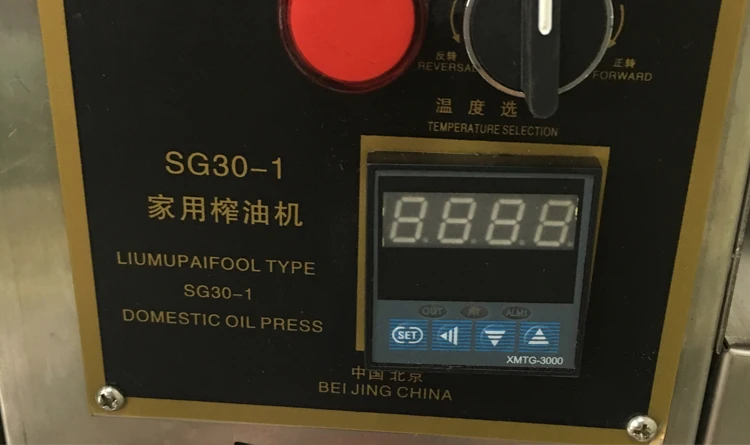 反转
REVERSAL
正转
FORWARD
温度选
TEMPERATURE SELECTION
SG30-1
家用榨油机
LIUMUPAIFOOL TYPE
SG30-1
DOMESTIC OIL PRESS
8.8.8.8.
OUT AT ALM1
SET
XMTG-3000
中国 北京
BEI JING CHINA